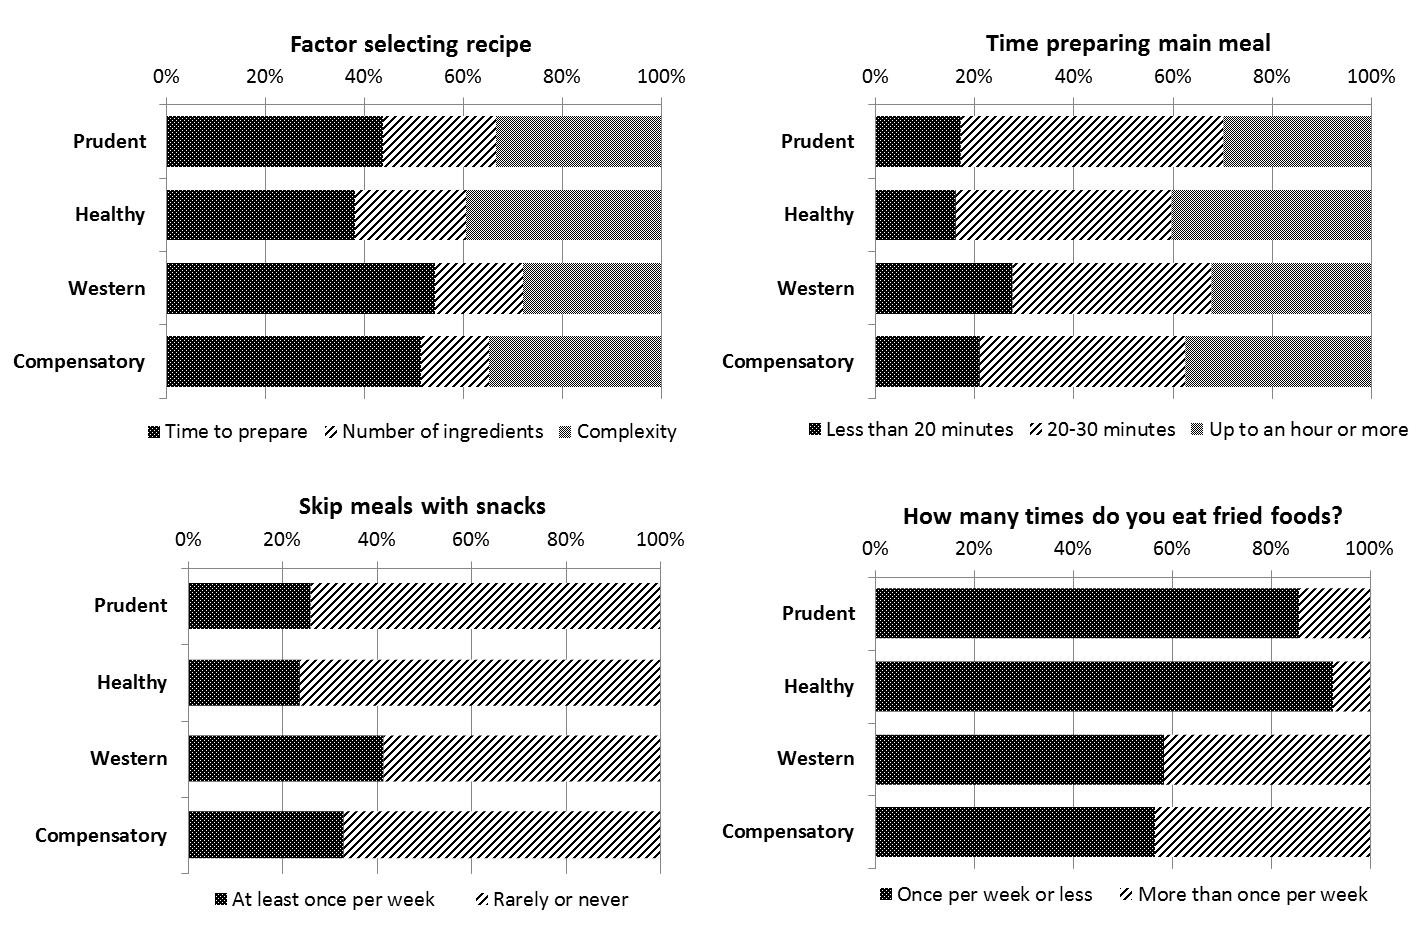 Factor selecting recipe
0% 20% 40% 60% 80% 100%
Prudent
Healthy
Western
Compensatory
Time to prepare Number of ingredients Complexity
Time preparing main meal
0% 20% 40% 60% 80% 100%
Prudent
Healthy
Western
Compensatory
Less than 20 minutes 20-30 minutes Up to an hour or more
Skip meals with snacks
0% 20% 40% 60% 80% 100%
Prudent
Healthy
Western
Compensatory
At least once per week Rarely or never
How many times do you eat fried foods?
0% 20% 40% 60% 80% 100%
Prudent
Healthy
Western
Compensatory
Once per week or less More than once per week